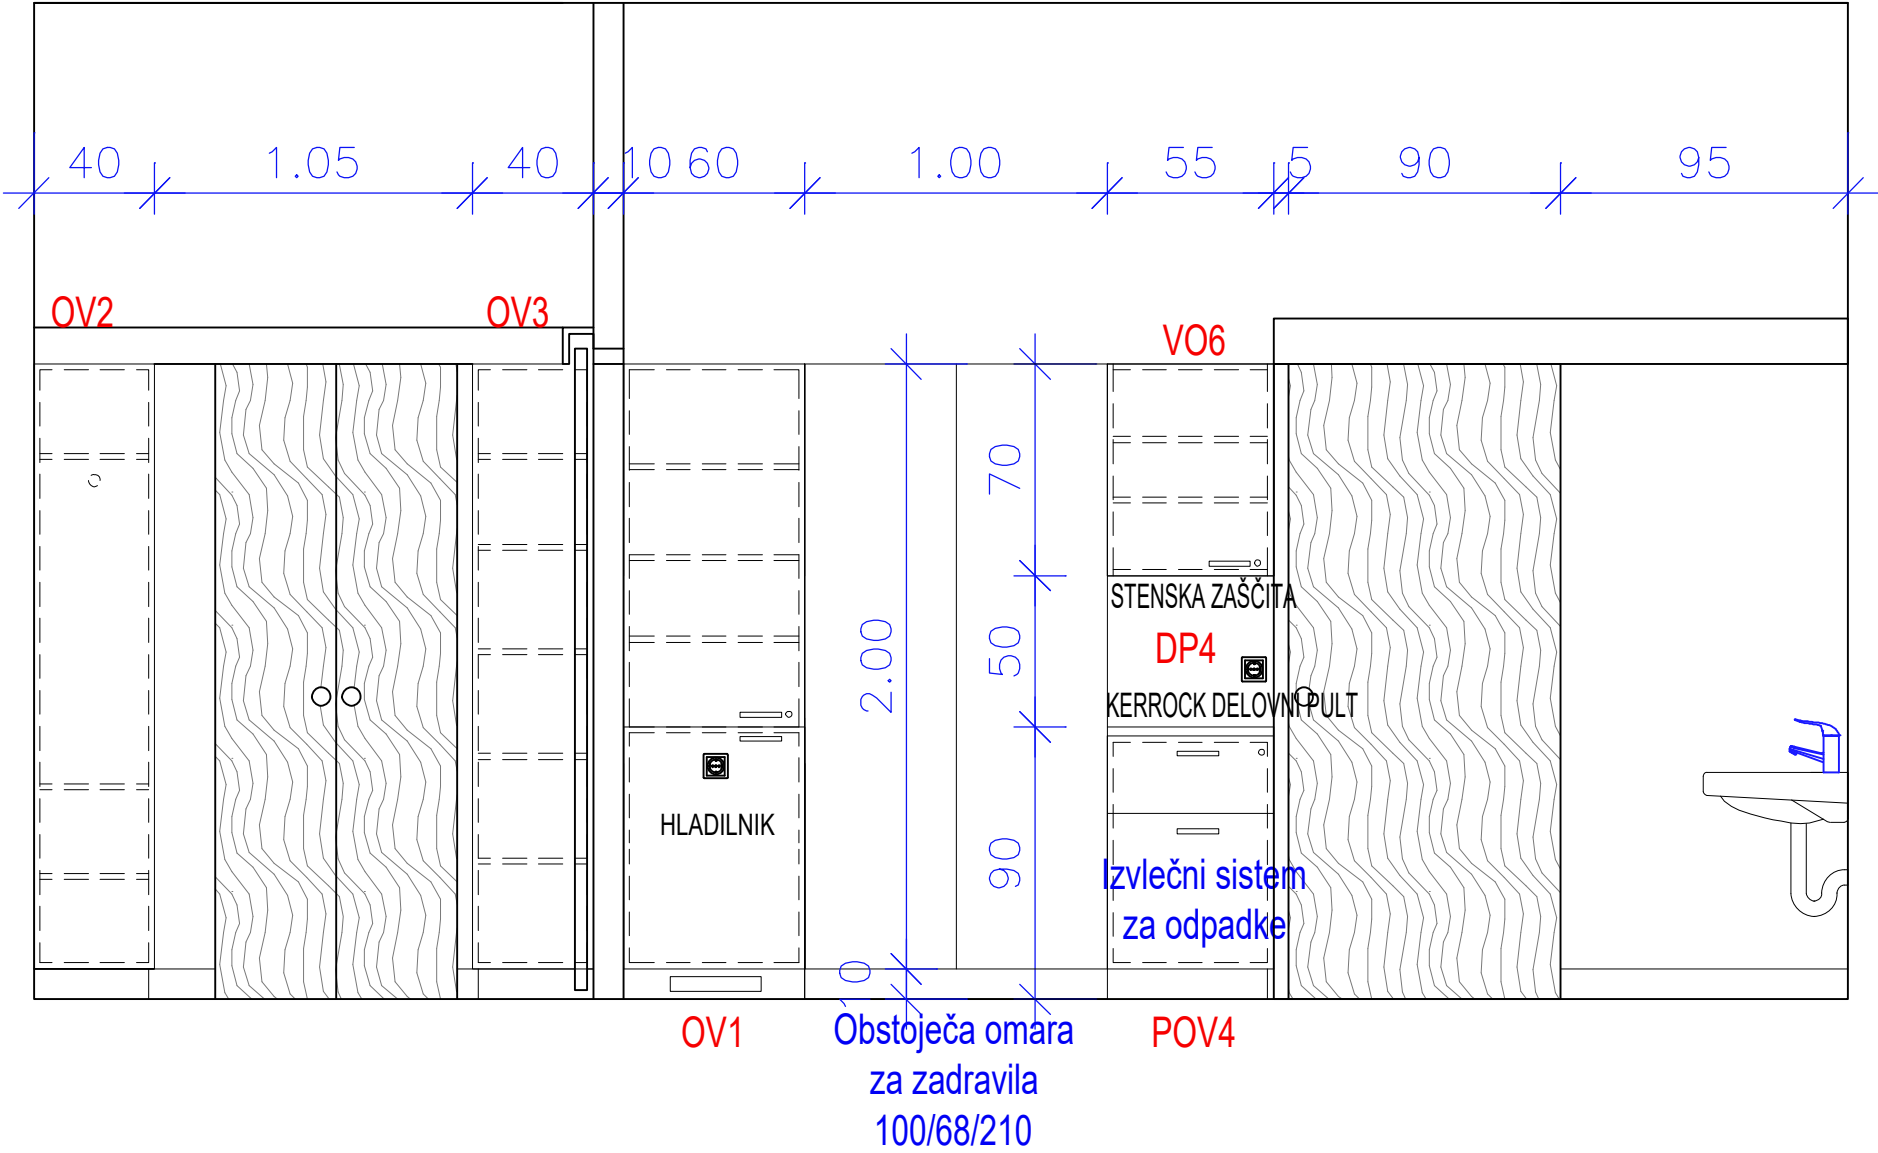 40
1.05
40
10
60
1.00
55
5
90
95
OV2
OV3
VO6
70
STENSKA ZAŠČITA
2.00
50
DP4
KERROCK DELOVNI PULT
HLADILNIK
90
Izvlečni sistem
za odpadke
OV1
Obstoječa omara
za zadravila
100/68/210
POV4